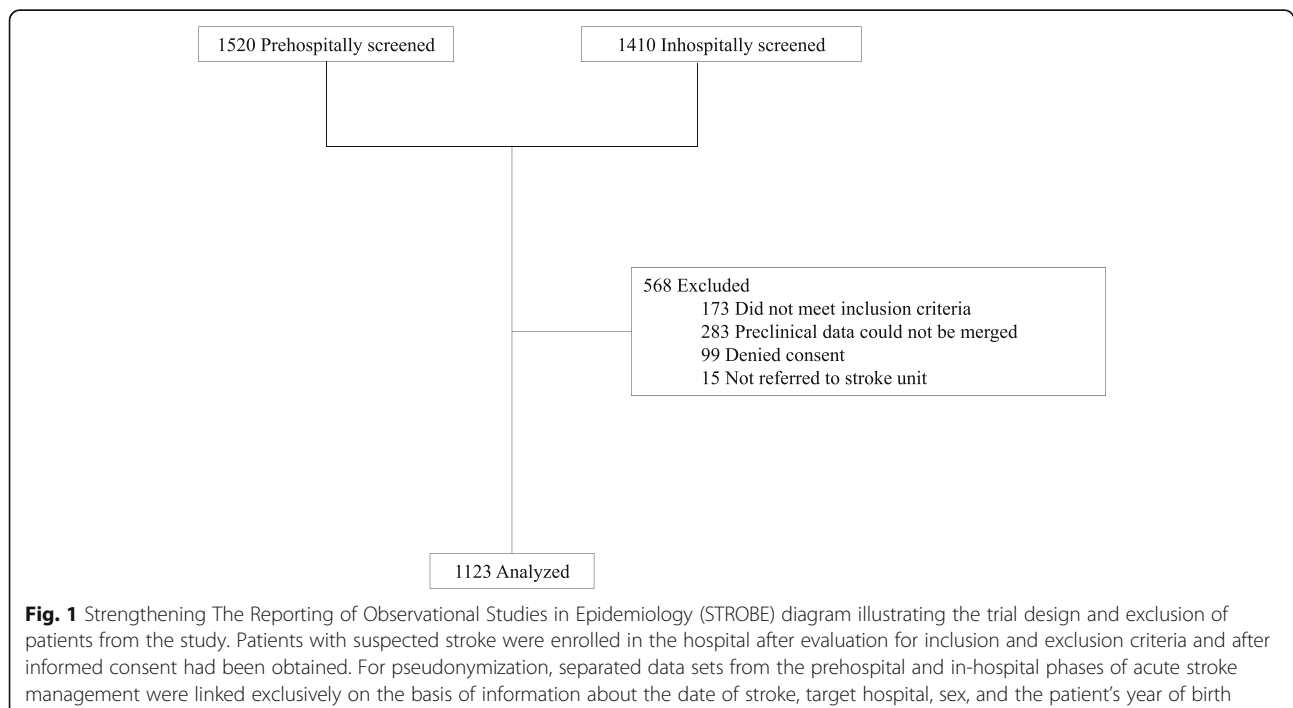 1520 Prehospitally screened
1410 Inhospitally screened
568 Excluded
173 Did not meet inclusion criteria
283 Preclinical data could not be merged
99 Denied consent
15 Not referred to stroke unit
1123 Analyzed
Fig. 1 Strengthening The Reporting of Observational Studies in Epidemiology (STROBE) diagram illustrating the trial design and exclusion of
patients from the study. Patients with suspected stroke were enrolled in the hospital after evaluation for inclusion and exclusion criteria and after
informed consent had been obtained. For pseudonymization, separated data sets from the prehospital and in-hospital phases of acute stroke
management were linked exclusively on the basis of information about the date of stroke, target hospital, sex, and the patient's year of birth